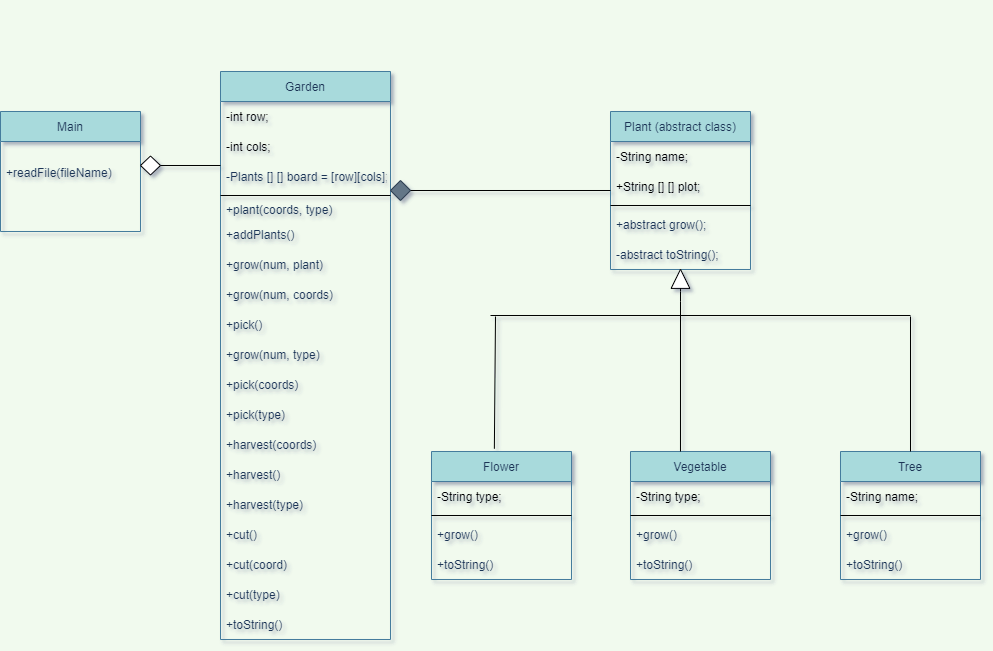 Main
+readFile(fileName)
Garden
-int row;
-int cols;
-Plants [] [] board = [row][cols];
+plant(coords, type)
+addPlants()
+grow(num, plant)
+grow(num, coords)
+pick()
+grow(num, type)
+pick(coords)
+pick(type)
+harvest(coords)
+harvest()
+harvest(type)
+cut()
+cut(coord)
+cut(type)
+toString()
Plant (abstract class)
-String name;
+String [] [] plot;
+abstract grow();
-abstract toString();
Flower
-String type;
+grow()
+toString()
Vegetable
-String type;
+grow()
+toString()
Tree
-String name;
+grow()
+toString()